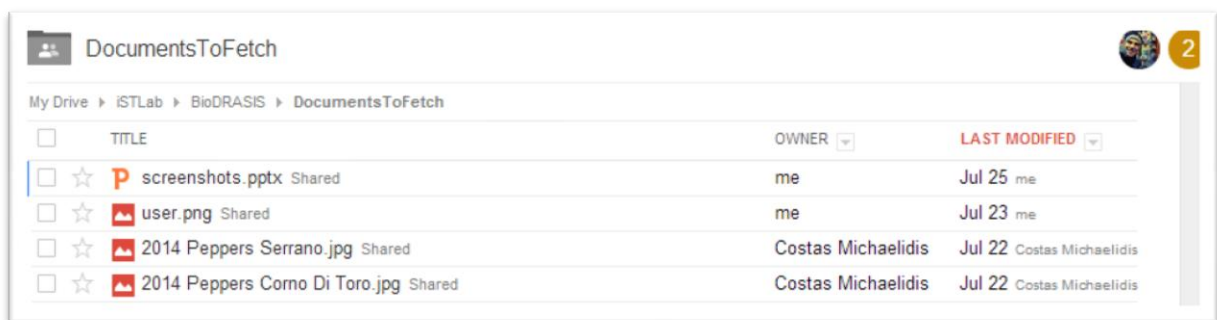 DocumentsToFetch 2
My Drive iSTLab BioDRASIS DocumentsToFetch
TITLE OWNER LAST MODIFIED
P screenshots.pptx Shared me Jul 25 me
user.png Shared me Jul 23 me
2014 Peppers Serrano.jpg Shared Costas Michaelidis Jul 22 Costas Michaelidis
2014 Peppers Corno Di Toro.jpg Shared Costas Michaelidis Jul 22 Costas Michaelidis